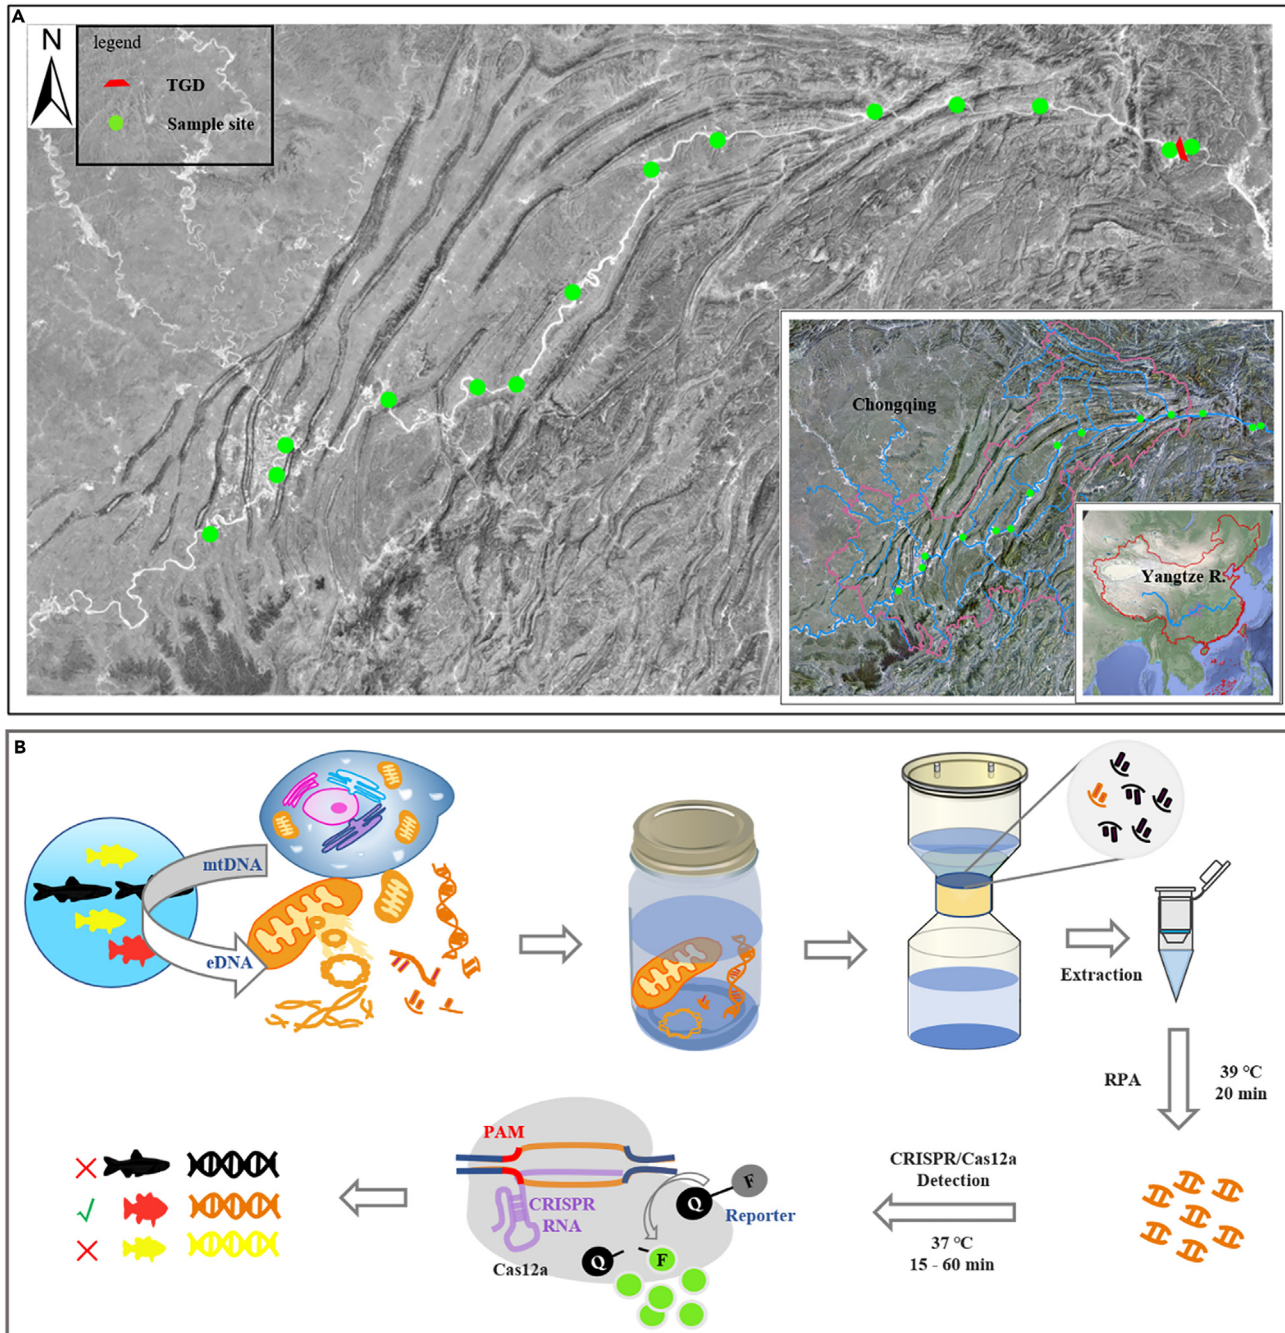 A
N
legend
TGD
Sample site
Chongqing
Yangtze R.
B
mtDNA
eDNA
Extraction
RPA
39 °C
20 min
CRISPR/Cas12a
Detection
37 °C
15 - 60 min
PAM
CRISPR
RNA
Cas12a
Q
F
Reporter
Q
F